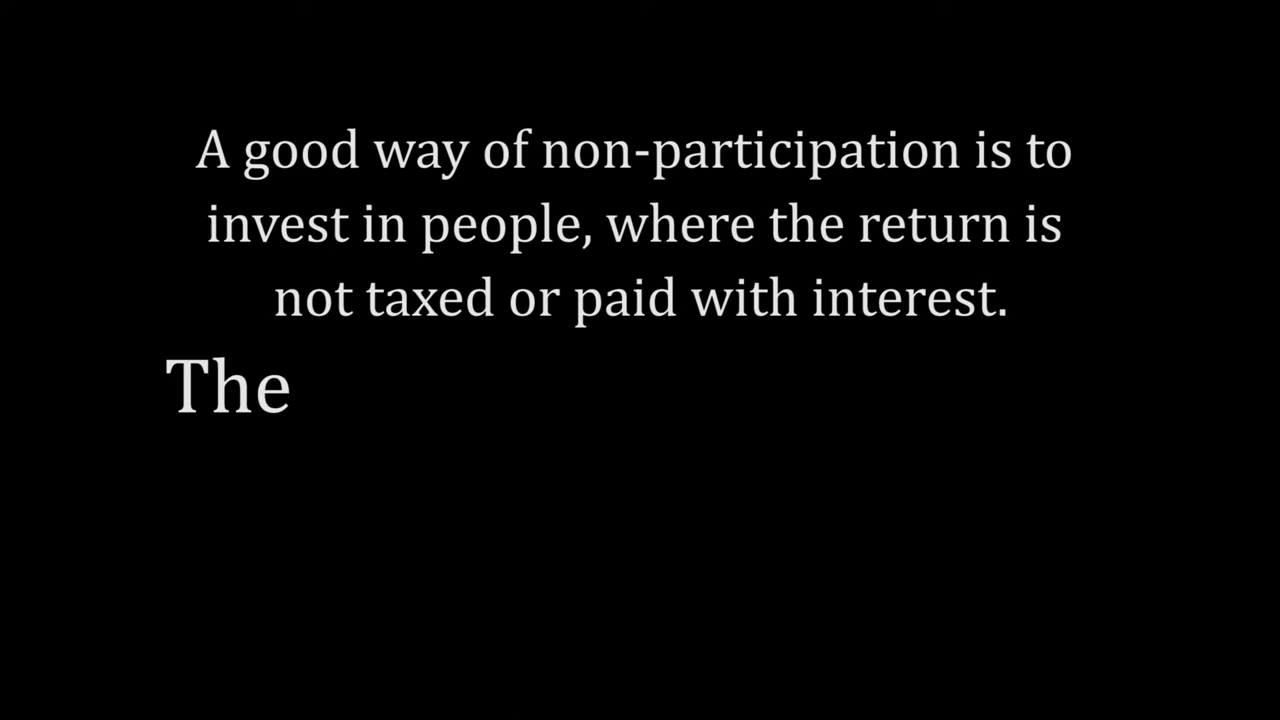 A good way of non-participation is to
invest in people, where the return is
not taxed or paid with interest.
The